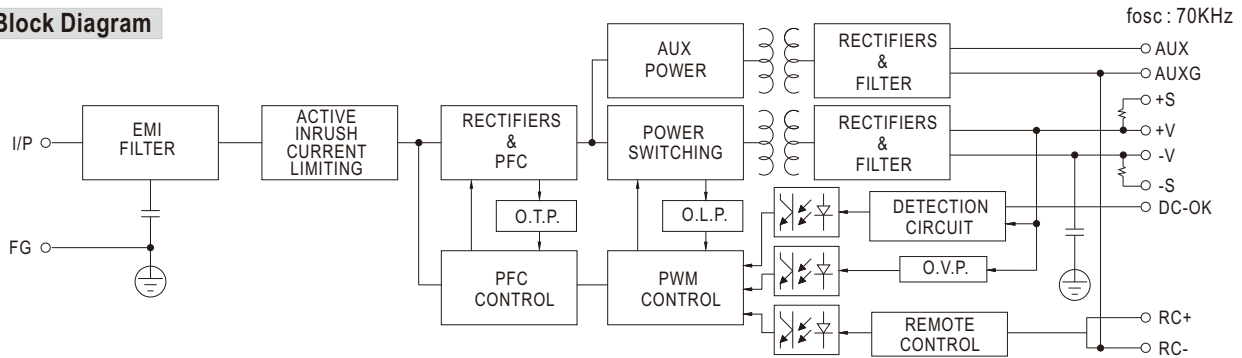 Block Diagram
fosc : 70KHz
AUX
POWER
RECTIFIERS
&
FILTER
AUX
AUXG
I/P
EMI
FILTER
ACTIVE
INRUSH
CURRENT
LIMITING
RECTIFIERS
&
PFC
POWER
SWITCHING
RECTIFIERS
&
FILTER
+S
+V
-V
-S
O.T.P.
O.L.P.
DETECTION
CIRCUIT
DC-OK
FG
PFC
CONTROL
PWM
CONTROL
O.V.P.
REMOTE
CONTROL
RC+
RC-